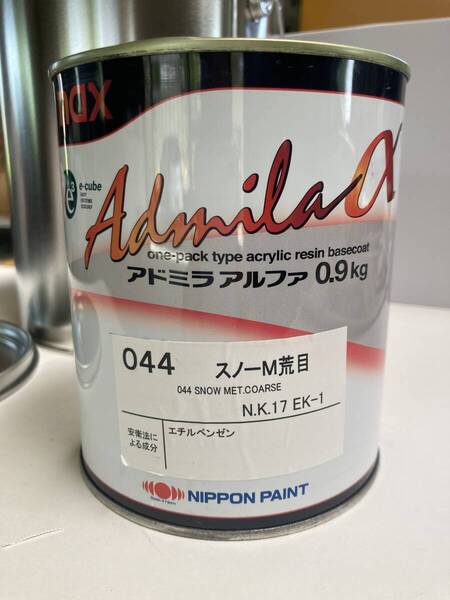 nax
e3
e-cube
Admila α
one-pack type acrylic resin basecoat
アドミラ アルファ 0.9kg
044 スノーM荒目
044 SNOW MET.COARSE
N.K.17 EK-1
安衛法に
よる成分
エチルベンゼン
NIPPON PAINT